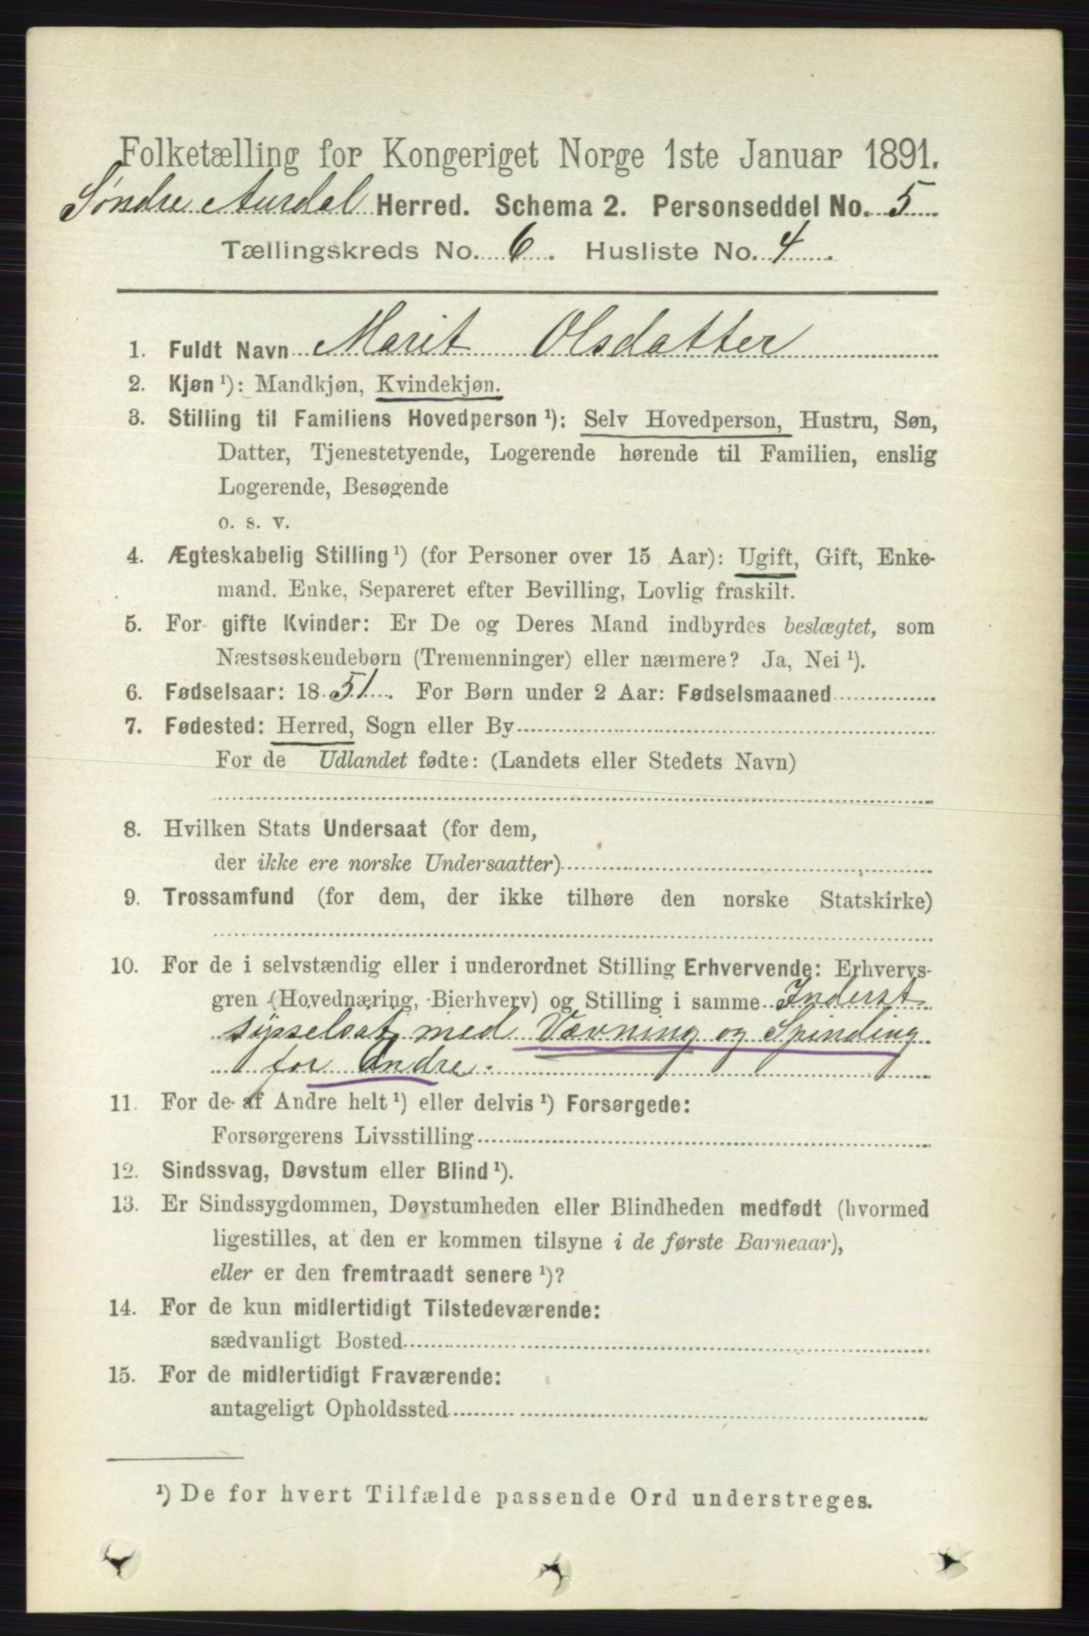 Folketælling for Kongeriget Norge 1ste Januar 1891.
Søndre Aurdal Herred. Schema 2. Personseddel No. 5
Tællingskreds No. 6. Husliste No. 4.
1. Fuldt Navn Marit Olsdatter
2. Kjøn ¹): Mandkjøn, Kvindekjøn.
3. Stilling til Familiens Hovedperson ¹): Selv Hovedperson, Hustru, Søn,
Datter, Tjenestetyende, Logerende hørende til Familien, enslig
Logerende, Besøgende
o. s. v.
4. Ægteskabelig Stilling ¹) (for Personer over 15 Aar): Ugift, Gift, Enke-
mand. Enke, Separeret efter Bevilling, Lovlig fraskilt.
5. For gifte Kvinder: Er De og Deres Mand indbyrdes beslægtet, som
Næstsøskendebørn (Tremenninger) eller nærmere? Ja, Nei ¹).
6. Fødselsaar: 1851. For Børn under 2 Aar: Fødselsmaaned
7. Fødested: Herred, Sogn eller By
For de Udlandet fødte: (Landets eller Stedets Navn)
8. Hvilken Stats Undersaat (for dem,
der ikke ere norske Undersaatter)
9. Trossamfund (for dem, der ikke tilhøre den norske Statskirke)
10. For de i selvstændig eller i underordnet Stilling Erhvervende: Erhvervs-
gren (Hovednæring, Bierhverv) og Stilling i samme Inderst
sysselsat med Vævning og Spinding
for Andre.
11. For de af Andre helt ¹) eller delvis ¹) Forsørgede:
Forsørgerens Livsstilling
12. Sindssvag, Døvstum eller Blind ¹).
13. Er Sindssygdommen, Døvstumheden eller Blindheden medfødt (hvormed
ligestilles, at den er kommen tilsyne i de første Barneaar),
eller er den fremtraadt senere ¹)?
14. For de kun midlertidigt Tilstedeværende:
sædvanligt Bosted
15. For de midlertidigt Fraværende:
antageligt Opholdssted
¹) De for hvert Tilfælde passende Ord understreges.